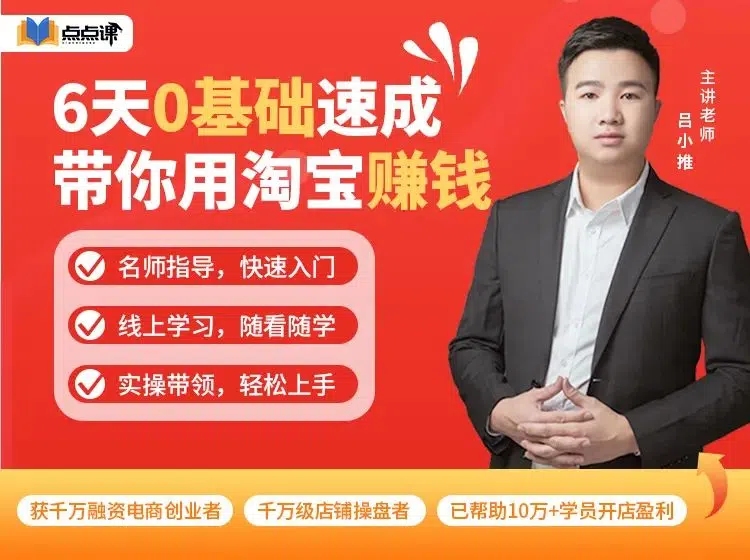 点点课
6天0基础速成
带你用淘宝赚钱
主讲老师
吕小推
名师指导，快速入门
线上学习，随看随学
实操带领，轻松上手
获千万融资电商创业者
千万级店铺操盘者
已帮助10万+学员开店盈利